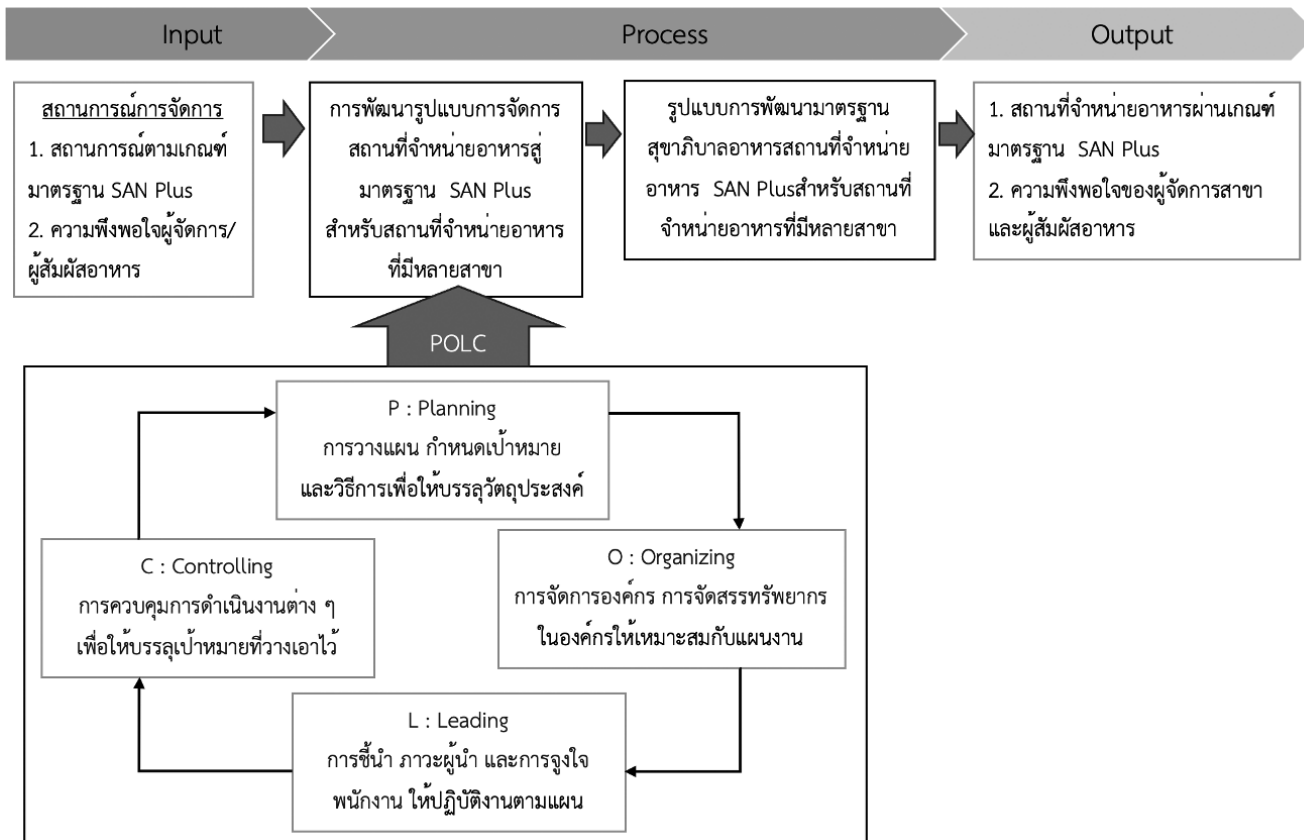 Input
Process
Output
สถานการณ์การจัดการ
1. สถานการณ์ตามเกณฑ์
มาตรฐาน SAN Plus
2. ความพึงพอใจผู้จัดการ/
ผู้สัมผัสอาหาร
การพัฒนารูปแบบการจัดการ
สถานที่จำหน่ายอาหารสู่
มาตรฐาน SAN Plus
สำหรับสถานที่จำหน่ายอาหาร
ที่มีหลายสาขา
รูปแบบการพัฒนามาตรฐาน
สุขาภิบาลอาหารสถานที่จำหน่าย
อาหาร SAN Plusสำหรับสถานที่
จำหน่ายอาหารที่มีหลายสาขา
1. สถานที่จำหน่ายอาหารผ่านเกณฑ์
มาตรฐาน SAN Plus
2. ความพึงพอใจของผู้จัดการสาขา
และผู้สัมผัสอาหาร
POLC
P : Planning
การวางแผน กำหนดเป้าหมาย
และวิธีการเพื่อให้บรรลุวัตถุประสงค์
O : Organizing
การจัดการองค์กร การจัดสรรทรัพยากร
ในองค์กรให้เหมาะสมกับแผนงาน
L : Leading
การชี้นำ ภาวะผู้นำ และการจูงใจ
พนักงาน ให้ปฏิบัติงานตามแผน
C : Controlling
การควบคุมการดำเนินงานต่าง ๆ
เพื่อให้บรรลุเป้าหมายที่วางเอาไว้